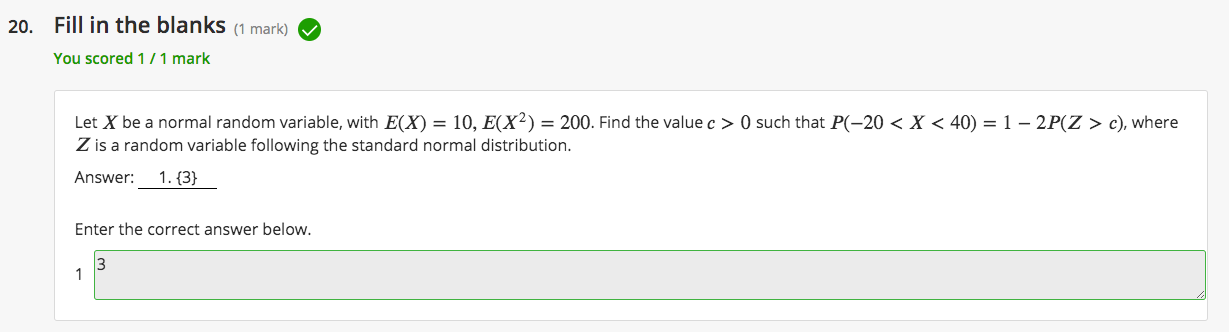 20. Fill in the blanks (1 mark)
You scored 1 / 1 mark
Let X be a normal random variable, with E(X) = 10, E(X²) = 200. Find the value c > 0 such that P(−20 < X < 40) = 1 − 2P(Z > c), where
Z is a random variable following the standard normal distribution.
Answer: 1. {3}
Enter the correct answer below.
1 3